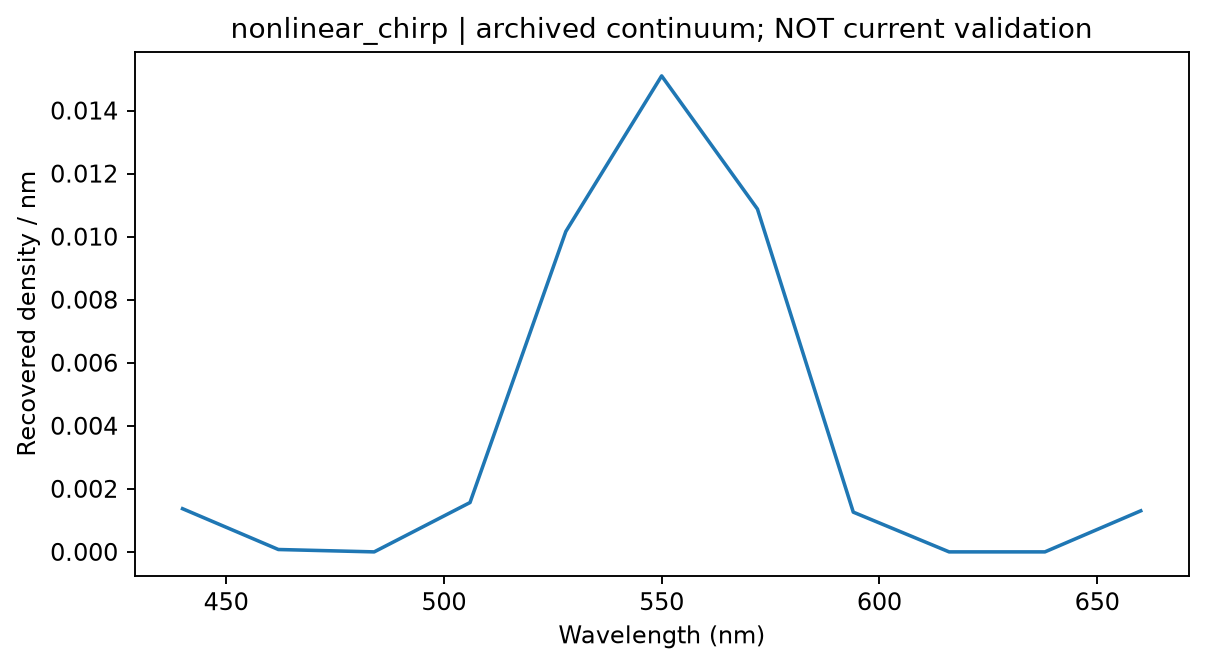 nonlinear_chirp | archived continuum; NOT current validation
Recovered density / nm
0.014
0.012
0.010
0.008
0.006
0.004
0.002
0.000
450 500 550 600 650
Wavelength (nm)